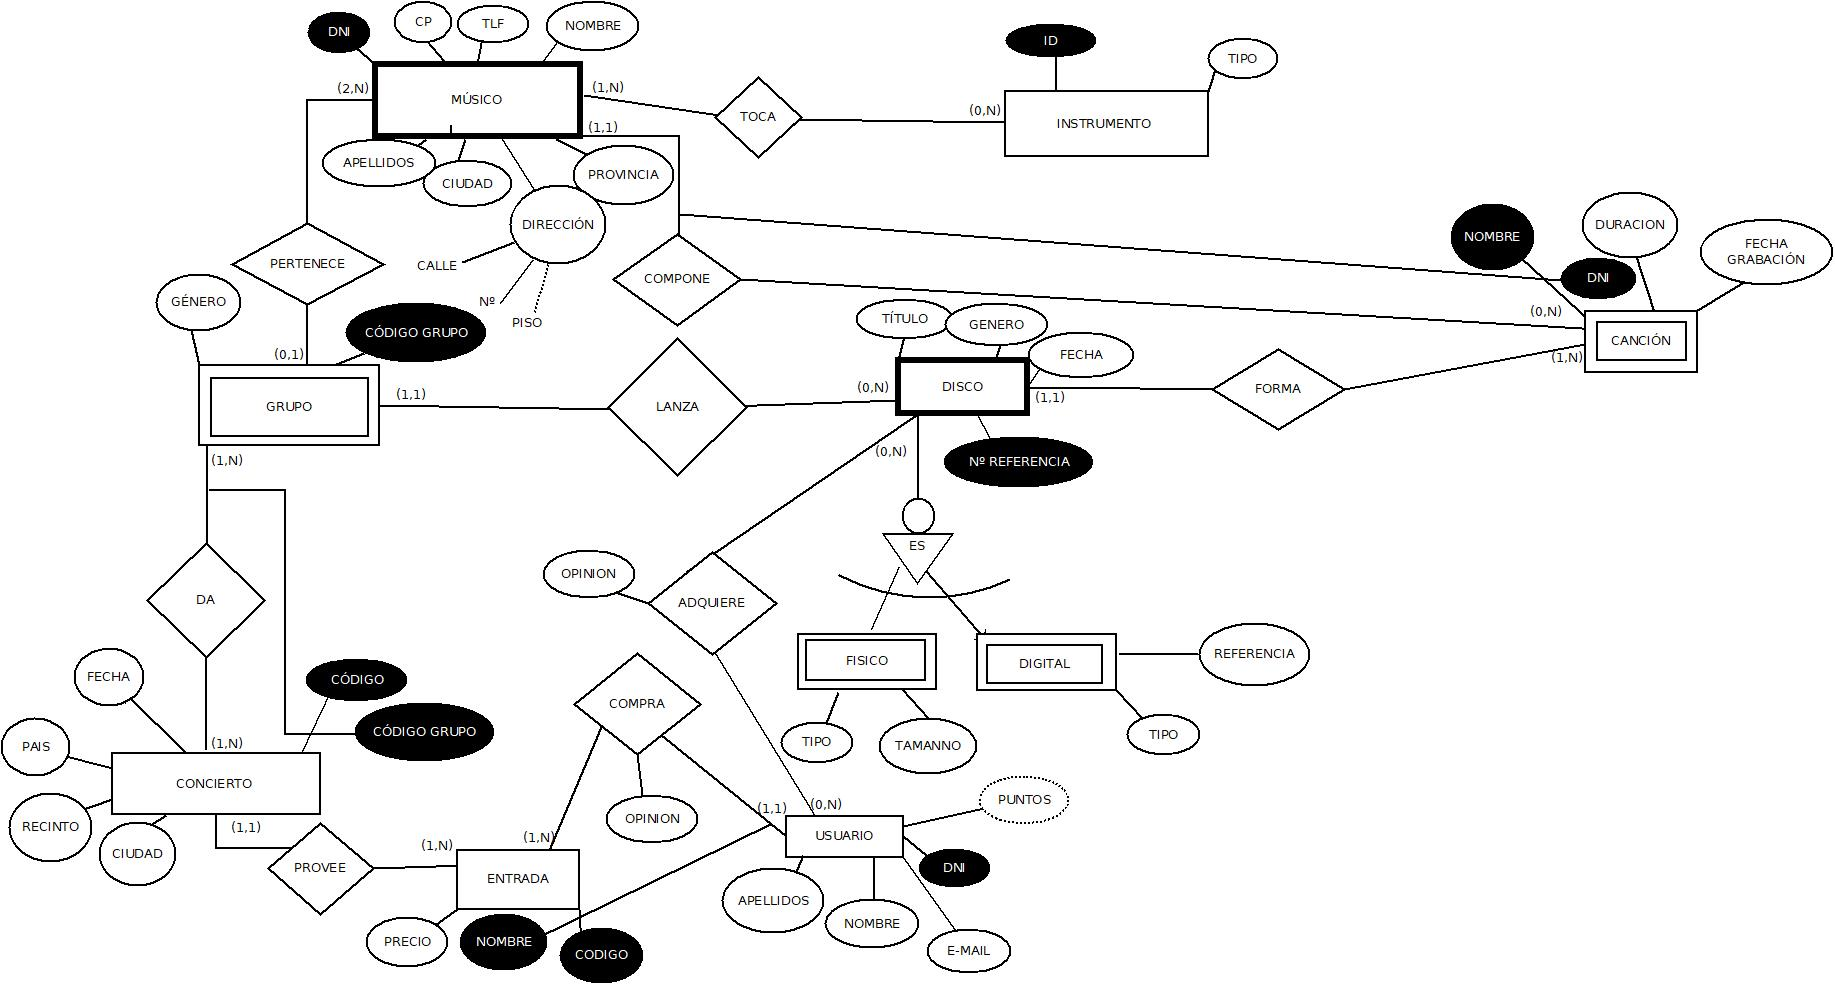 DNI
CP
TLF
NOMBRE
ID
TIPO
(2,N)
MÚSICO
(1,N)
TOCA
(0,N)
INSTRUMENTO
(1,1)
APELLIDOS
CIUDAD
PROVINCIA
DIRECCIÓN
CALLE
Nº
PISO
PERTENECE
COMPONE
NOMBRE
DURACION
FECHA
GRABACIÓN
DNI
(0,N)
CANCIÓN
(1,N)
GÉNERO
CÓDIGO GRUPO
(0,1)
GRUPO
(1,1)
LANZA
(0,N)
TÍTULO
GENERO
FECHA
DISCO
(1,1)
FORMA
(1,N)
(0,N)
Nº REFERENCIA
ES
DA
OPINION
ADQUIERE
FISICO
DIGITAL
REFERENCIA
TIPO
TAMANNO
TIPO
FECHA
CÓDIGO
CÓDIGO GRUPO
COMPRA
PAIS
(1,N)
CONCIERTO
RECINTO
CIUDAD
(1,1)
PROVEE
(1,N)
(1,N)
OPINION
(1,1)
(0,N)
PUNTOS
USUARIO
DNI
ENTRADA
APELLIDOS
NOMBRE
E-MAIL
PRECIO
NOMBRE
CODIGO